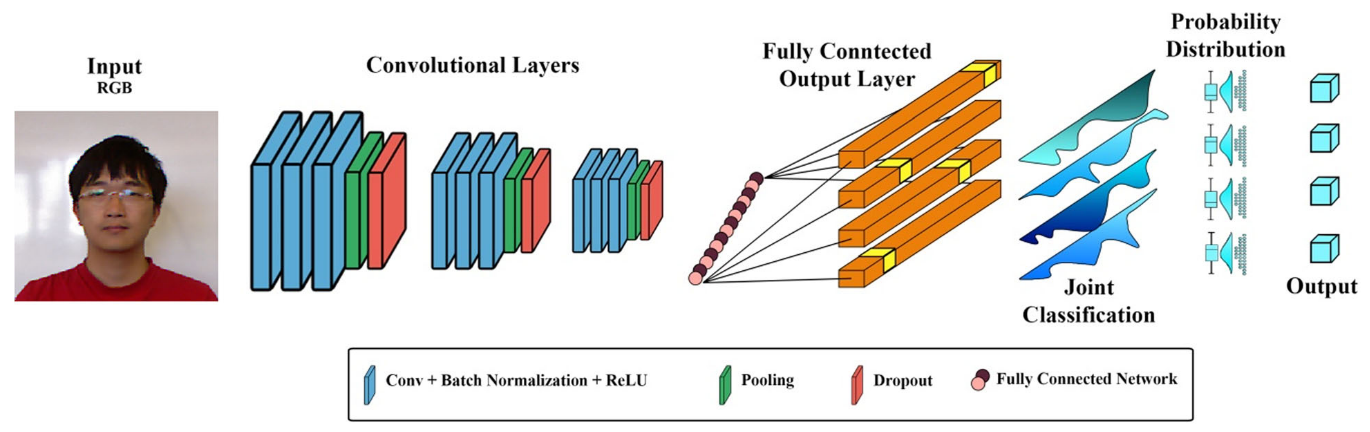 Input
RGB
Convolutional Layers
Fully Conntected
Output Layer
Probability
Distribution
Joint
Classification
Output
Conv + Batch Normalization + ReLU
Pooling
Dropout
Fully Connected Network